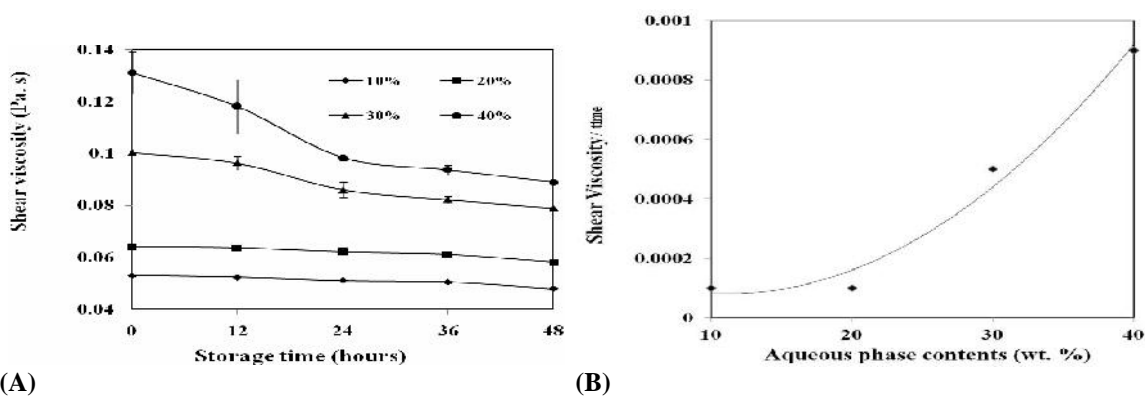 0.14
0.12
0.1
0.08
0.06
0.04
Shear viscosity (Pa. s)
10% 20%
30% 40%
0 12 24 36 48
Storage time (hours)
(A)
0.001
0.0008
0.0006
0.0004
0.0002
0
Shear Viscosity/ time
10 20 30 40
Aqueous phase contents (wt. %)
(B)